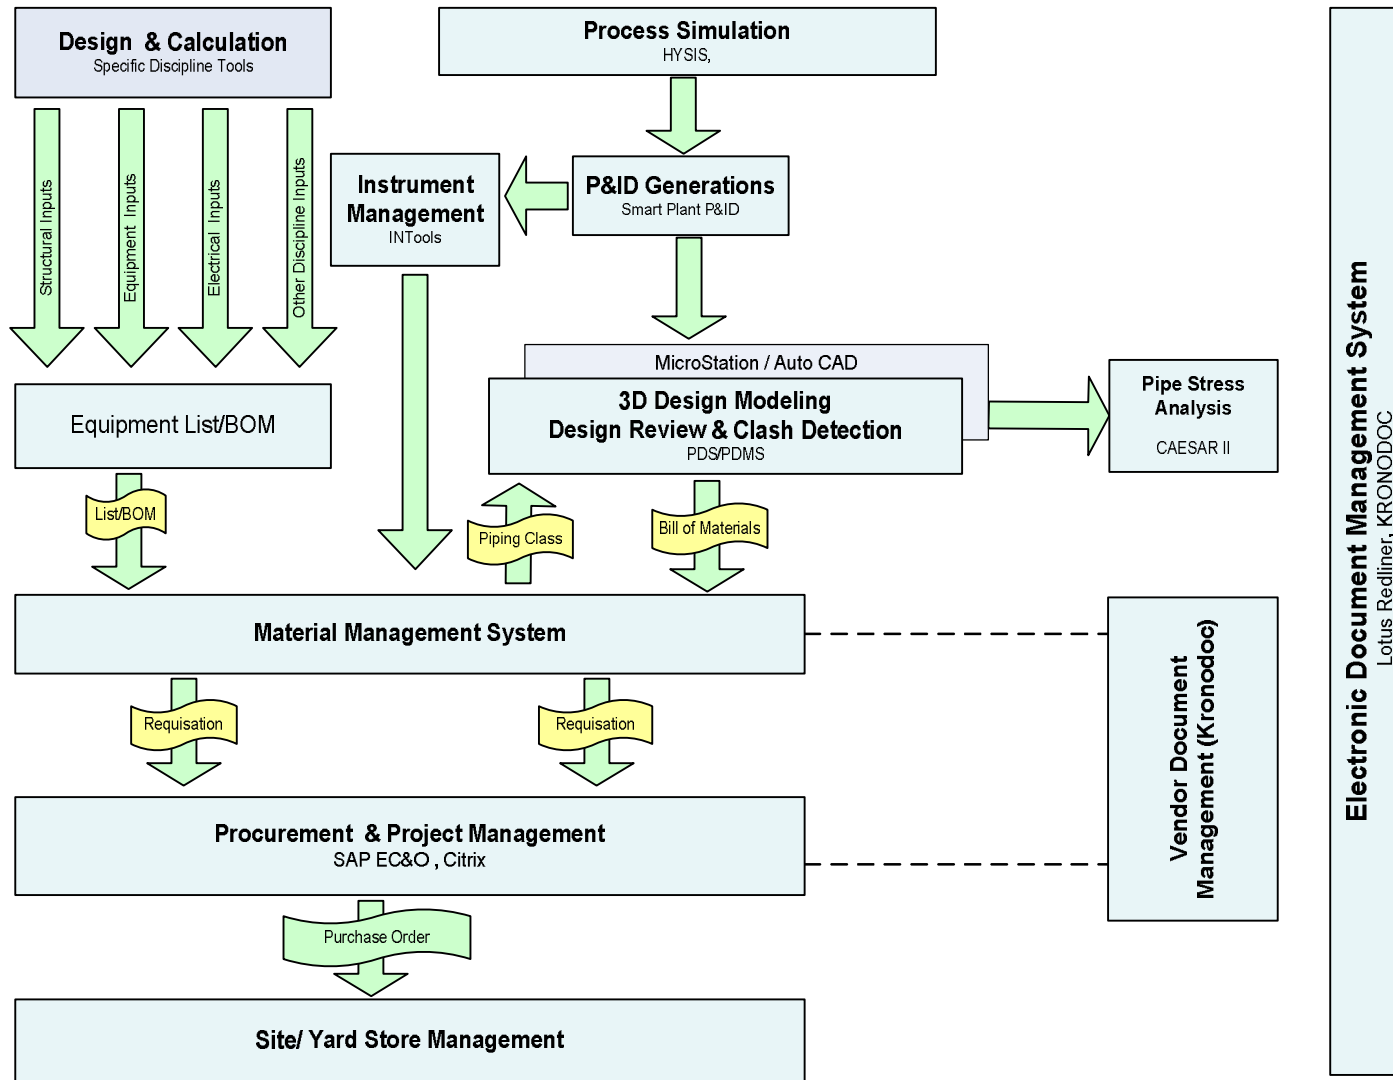 Design & Calculation
Specific Discipline Tools
Process Simulation
HYSIS,
Structural Inputs
Equipment Inputs
Electrical Inputs
Other Discipline Inputs
Instrument
Management
INTools
P&ID Generations
Smart Plant P&ID
MicroStation / Auto CAD
3D Design Modeling
Design Review & Clash Detection
PDS/PDMS
Pipe Stress
Analysis
CAESAR II
Equipment List/BOM
List/BOM
Piping Class
Bill of Materials
Material Management System
Requisation
Requisation
Procurement & Project Management
SAP EC&O , Citrix
Purchase Order
Site/ Yard Store Management
Vendor Document
Management (Kronodoc)
Electronic Document Management System
Lotus Redliner, KRONODOC